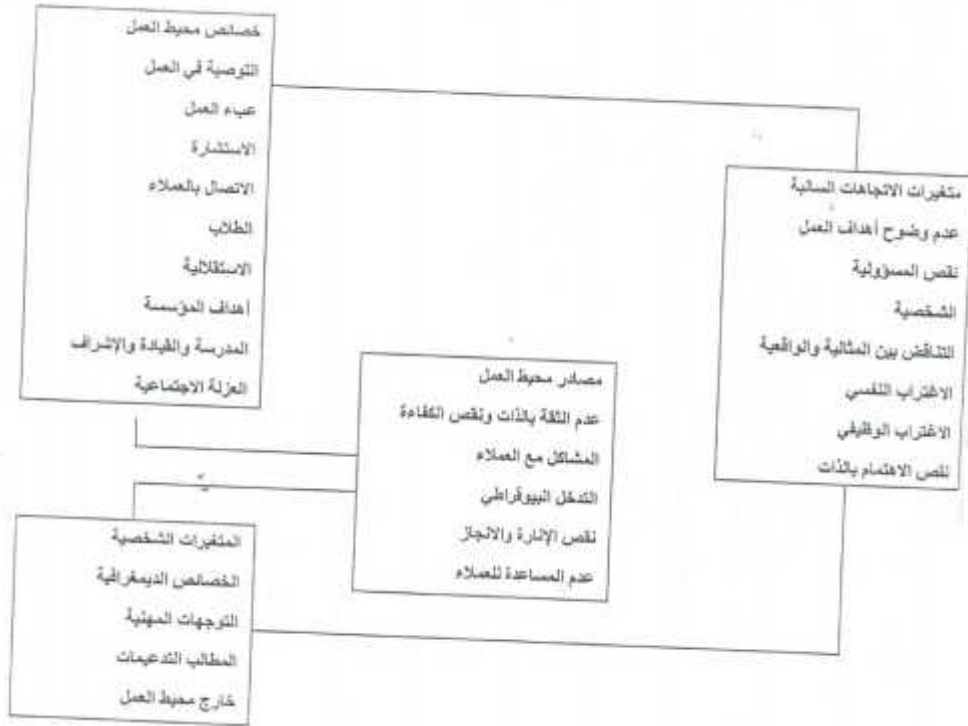 خصائص محيط العمل
التوصية في العمل
عبء العمل
الاستشارة
الاتصال بالعملاء
الطلاب
الاستقلالية
أهداف المؤسسة
المدرسة والقيادة والإشراف
العزلة الاجتماعية
متغيرات الاتجاهات السالبة
عدم وضوح أهداف العمل
نقص المسؤولية
الشخصية
التناقض بين المثالية والواقعية
الاغتراب النفسي
الاغتراب الوظيفي
نقص الاهتمام بالذات
مصادر محيط العمل
عدم الثقة بالذات ونقص الكفاءة
المشاكل مع العملاء
التدخل البيوقراطي
نقص الإثارة والانجاز
عدم المساعدة للعملاء
المتغيرات الشخصية
الخصائص الديمغرافية
التوجهات المهنية
المطالب التدعيمات
خارج محيط العمل